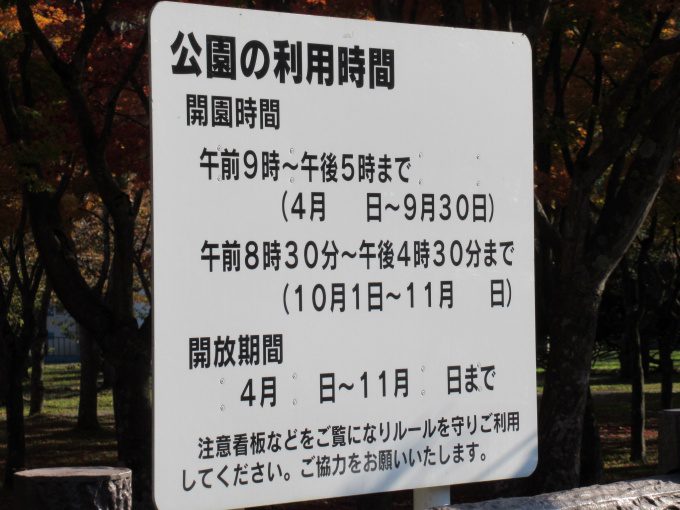 公園の利用時間
開園時間
午前9時～午後5時まで
(4月　日～9月30日)
午前8時30分～午後4時30分まで
(10月1日～11月　日)
開放期間
4月　日～11月　日まで
注意看板などをご覧になりルールを守りご利用
してください。ご協力をお願いいたします。